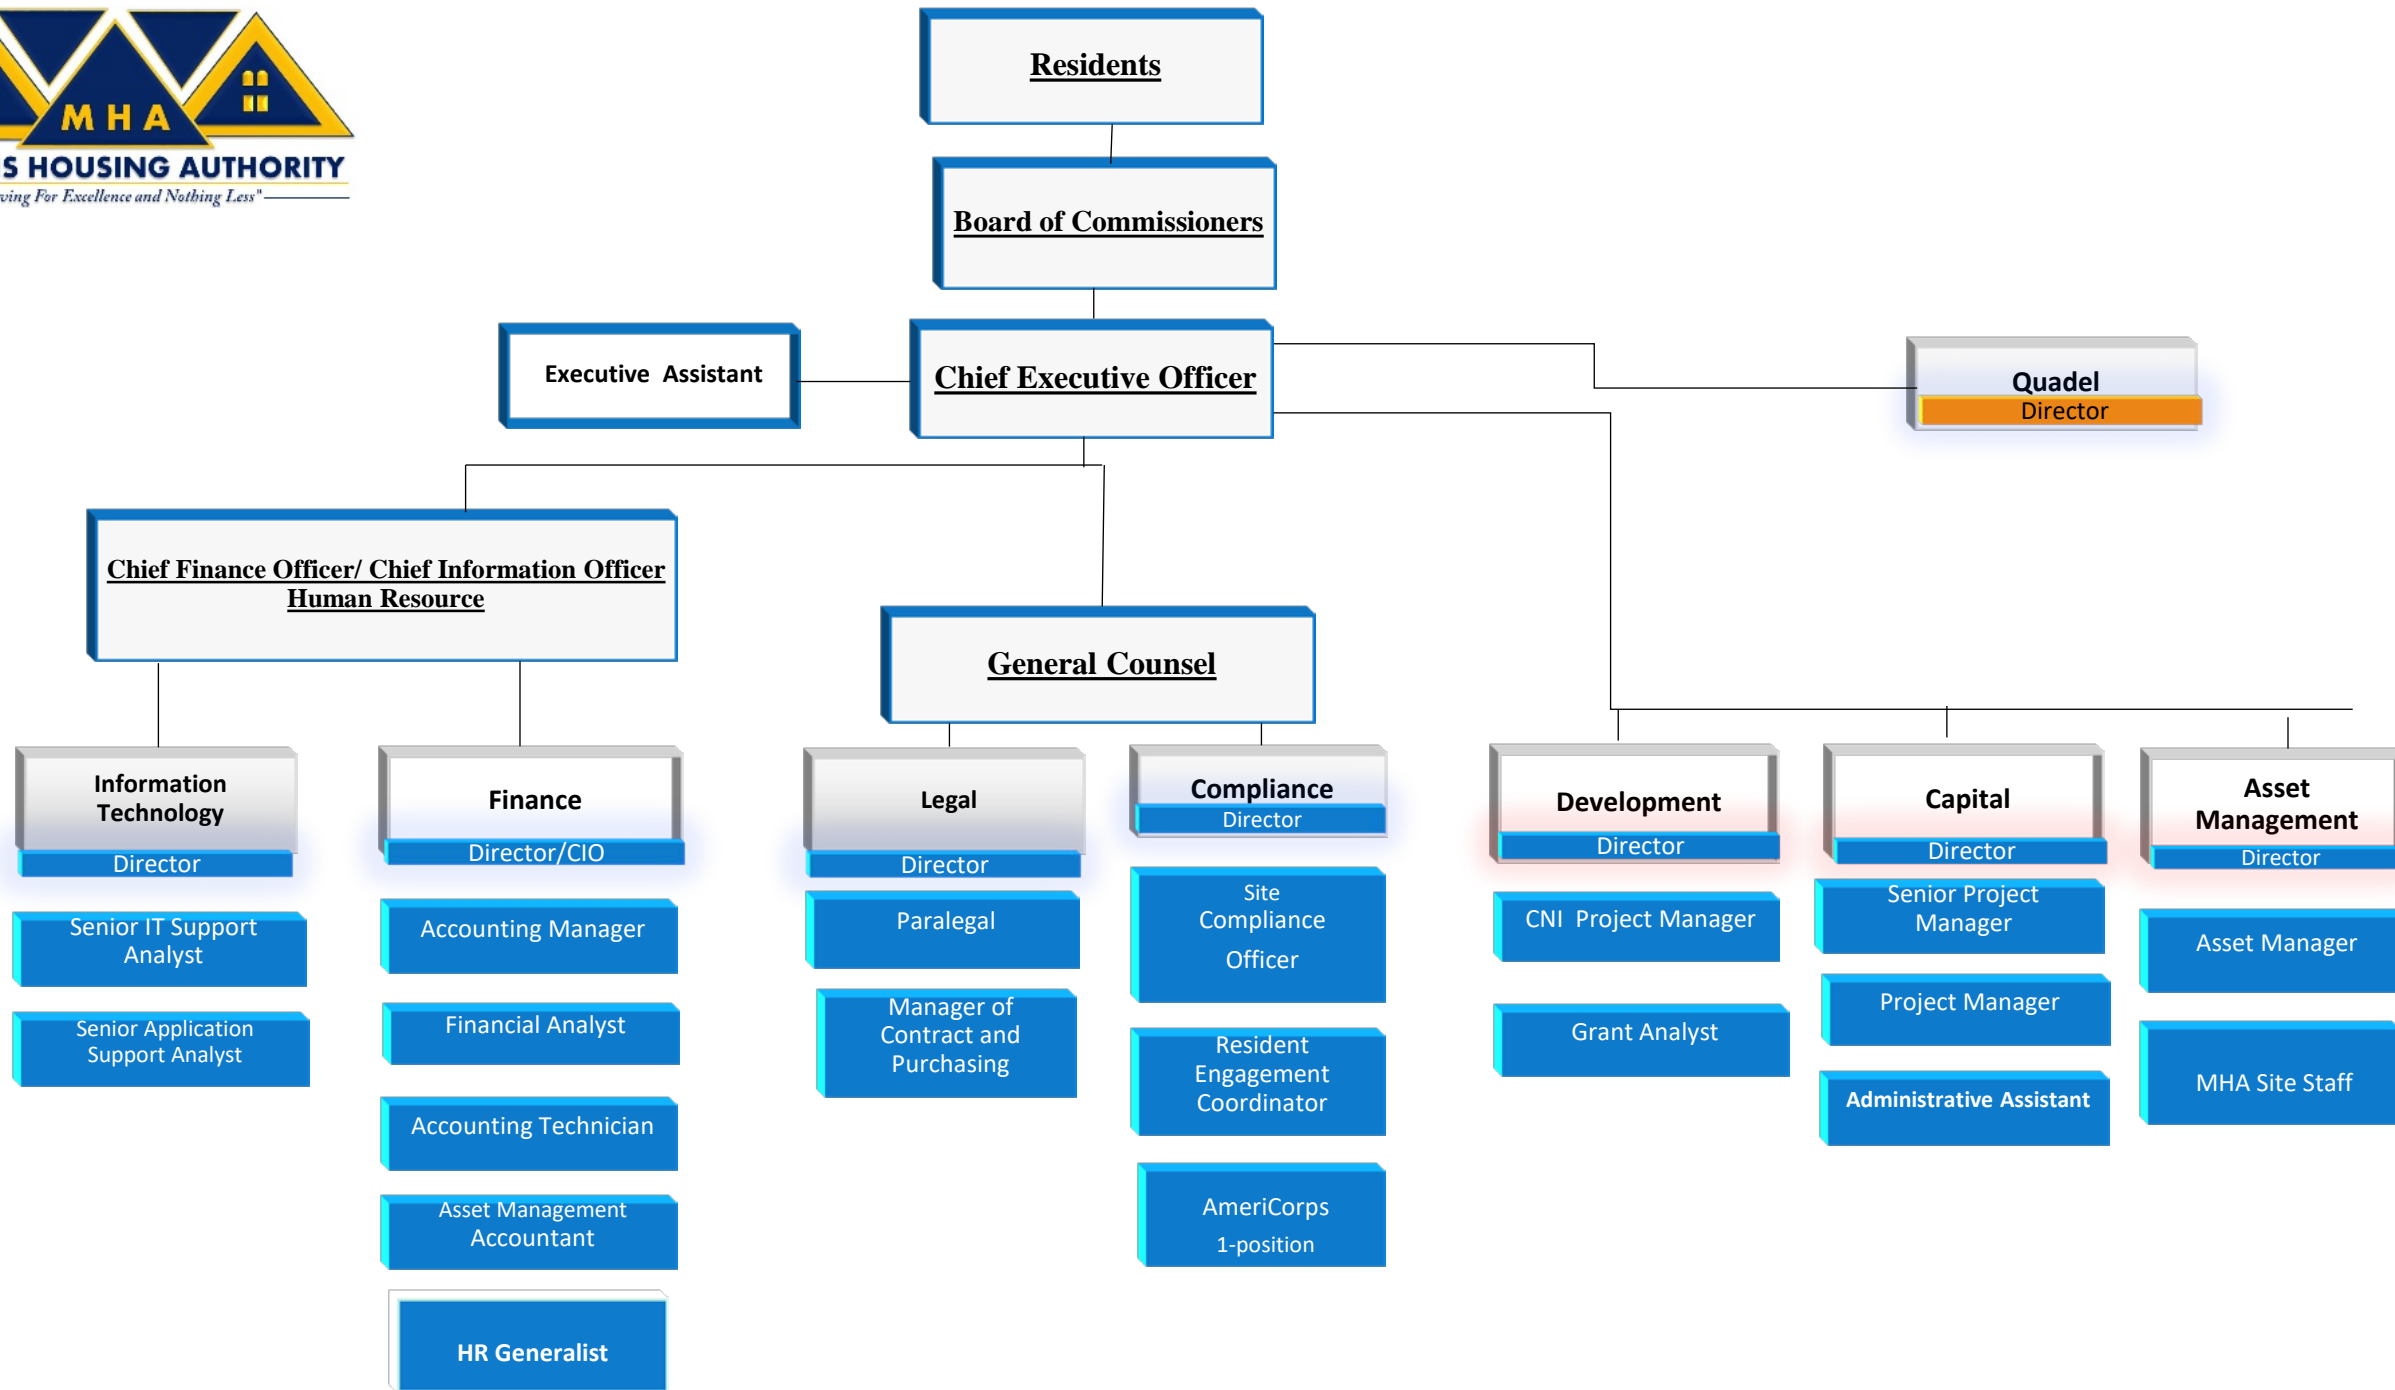 MHA
S HOUSING AUTHORITY
ving For Excellence and Nothing Less"
Residents
Board of Commissioners
Executive Assistant
Chief Executive Officer
Quadel
Director
Chief Finance Officer/ Chief Information Officer
Human Resource
General Counsel
Information
Technology
Director
Senior IT Support
Analyst
Senior Application
Support Analyst
Finance
Director/CIO
Accounting Manager
Financial Analyst
Accounting Technician
Asset Management
Accountant
HR Generalist
Legal
Director
Paralegal
Manager of
Contract and
Purchasing
Compliance
Director
Site
Compliance
Officer
Resident
Engagement
Coordinator
AmeriCorps
1-position
Development
Director
CNI Project Manager
Grant Analyst
Capital
Director
Senior Project
Manager
Project Manager
Administrative Assistant
Asset
Management
Director
Asset Manager
MHA Site Staff